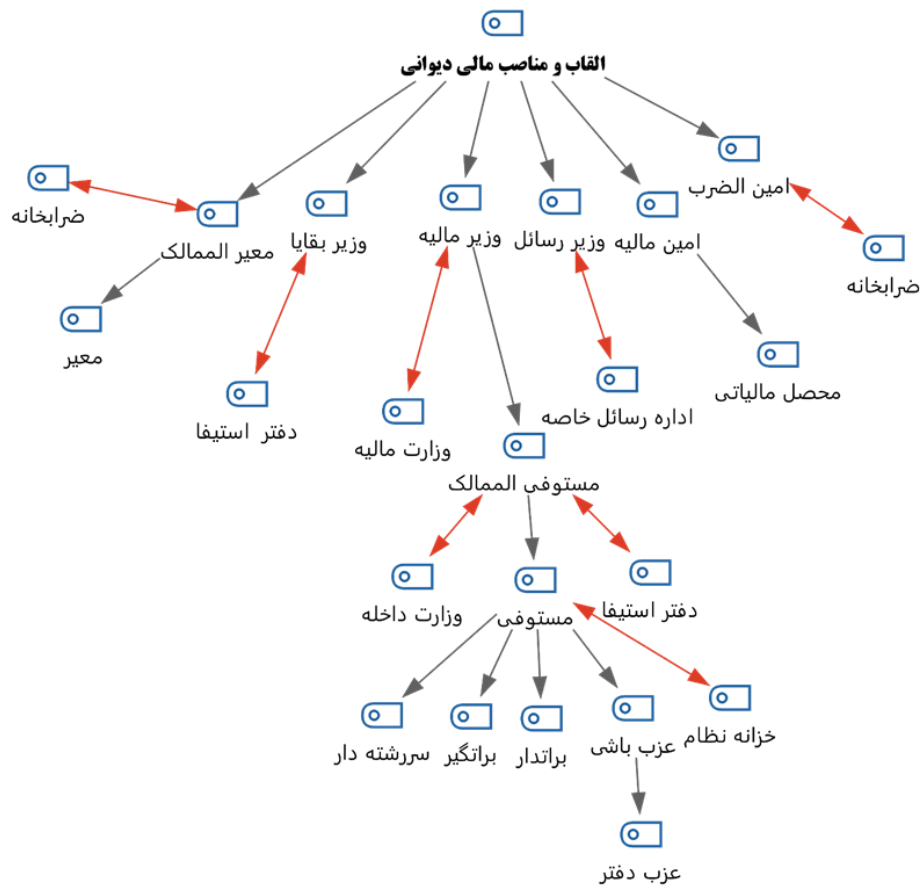 القاب و مناصب مالی دیوانی
امین الضرب
ضرابخانه
معیر الممالک
وزیر بقایا
وزیر مالیه
وزیر رسائل
امین مالیه
ضرابخانه
معیر
محصل مالیاتی
دفتر استیفا
وزارت مالیه
اداره رسائل خاصه
مستوفی الممالک
وزارت داخله
مستوفی
دفتر استیفا
سررشته دار
براتگیر
براتدار
عزب باشی
خزانه نظام
عزب دفتر